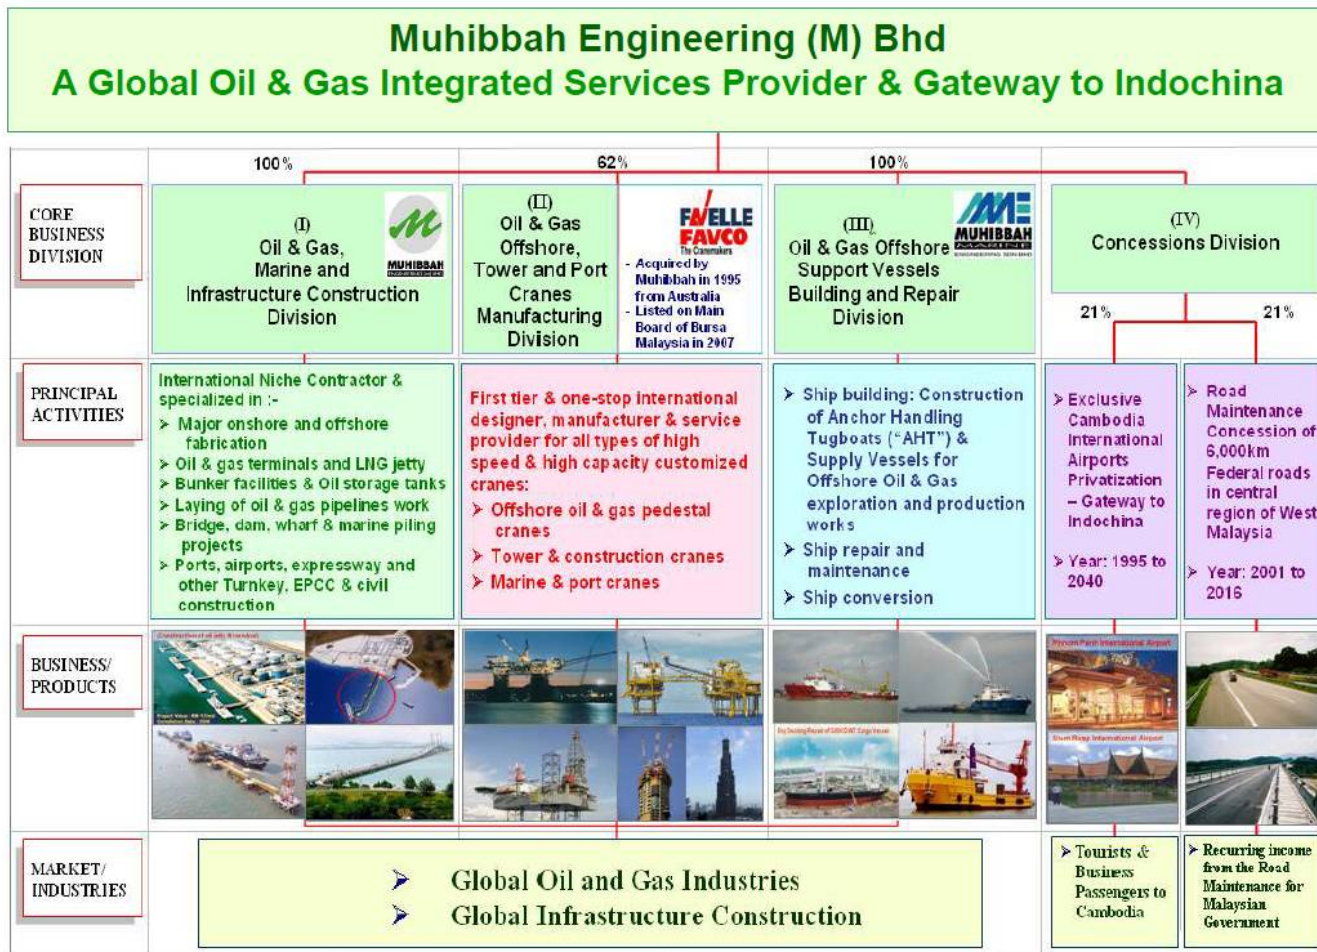 Muhibbah Engineering (M) Bhd
A Global Oil & Gas Integrated Services Provider & Gateway to Indochina
100%
62%
100%
CORE
BUSINESS
DIVISION
(I)
Oil & Gas,
Marine and
Infrastructure Construction
Division
MUHIBBAH
(II)
Oil & Gas
Offshore,
Tower and Port
Cranes
Manufacturing
Division
FAVELLE
FAVCO
The Cranemakers
- Acquired by
Muhibbah in 1995
from Australia
- Listed on Main
Board of Bursa
Malaysia in 2007
(III)
Oil & Gas Offshore
Support Vessels
Building and Repair
Division
MME
MUHIBBAH
MARINE
ENGINEERING SDN BHD
(IV)
Concessions Division
21%
21%
PRINCIPAL
ACTIVITIES
International Niche Contractor &
specialized in :-
➢ Major onshore and offshore
fabrication
➢ Oil & gas terminals and LNG jetty
➢ Bunker facilities & Oil storage tanks
➢ Laying of oil & gas pipelines work
➢ Bridge, dam, wharf & marine piling
projects
➢ Ports, airports, expressway and
other Turnkey, EPCC & civil
construction
First tier & one-stop international
designer, manufacturer & service
provider for all types of high
speed & high capacity customized
cranes:
➢ Offshore oil & gas pedestal
cranes
➢ Tower & construction cranes
➢ Marine & port cranes
➢ Ship building: Construction
of Anchor Handling
Tugboats (“AHT”) &
Supply Vessels for
Offshore Oil & Gas
exploration and production
works
➢ Ship repair and
maintenance
➢ Ship conversion
➢ Exclusive
Cambodia
International
Airports
Privatization
– Gateway to
Indochina
➢ Year: 1995 to
2040
➢ Road
Maintenance
Concession of
6,000km
Federal roads
in central
region of West
Malaysia
➢ Year: 2001 to
2016
BUSINESS/
PRODUCTS
Phnom Penh International Airport
Siem Reap International Airport
MARKET/
INDUSTRIES
➢ Global Oil and Gas Industries
➢ Global Infrastructure Construction
➢ Tourists &
Business
Passengers to
Cambodia
➢ Recurring income
from the Road
Maintenance for
Malaysian
Government